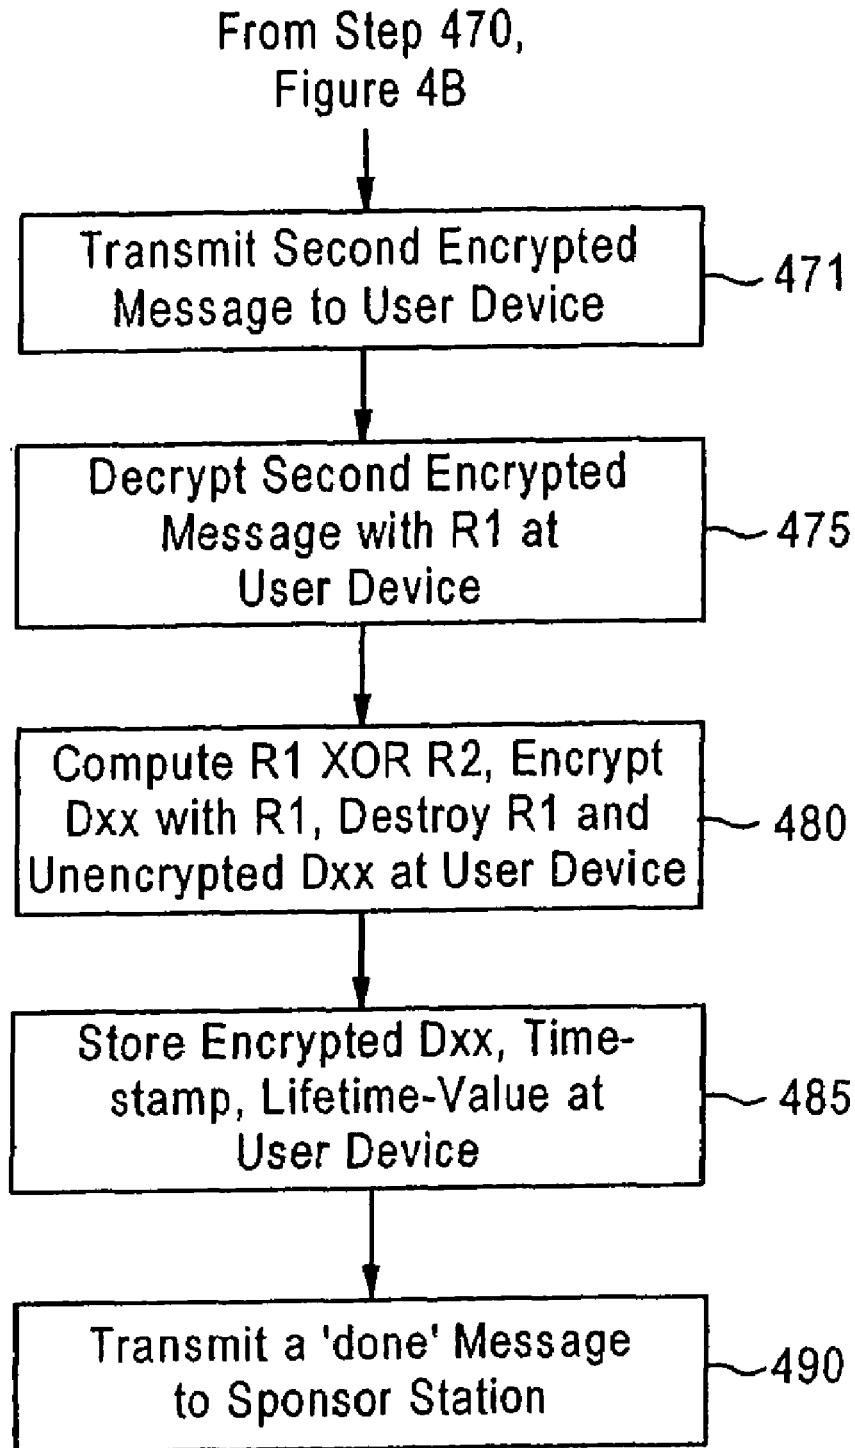 From Step 470,
Figure 4B
Transmit Second Encrypted
Message to User Device
471
Decrypt Second Encrypted
Message with R1 at
User Device
475
Compute R1 XOR R2, Encrypt
Dxx with R1, Destroy R1 and
Unencrypted Dxx at User Device
480
Store Encrypted Dxx, Time-
stamp, Lifetime-Value at
User Device
485
Transmit a 'done' Message
to Sponsor Station
490